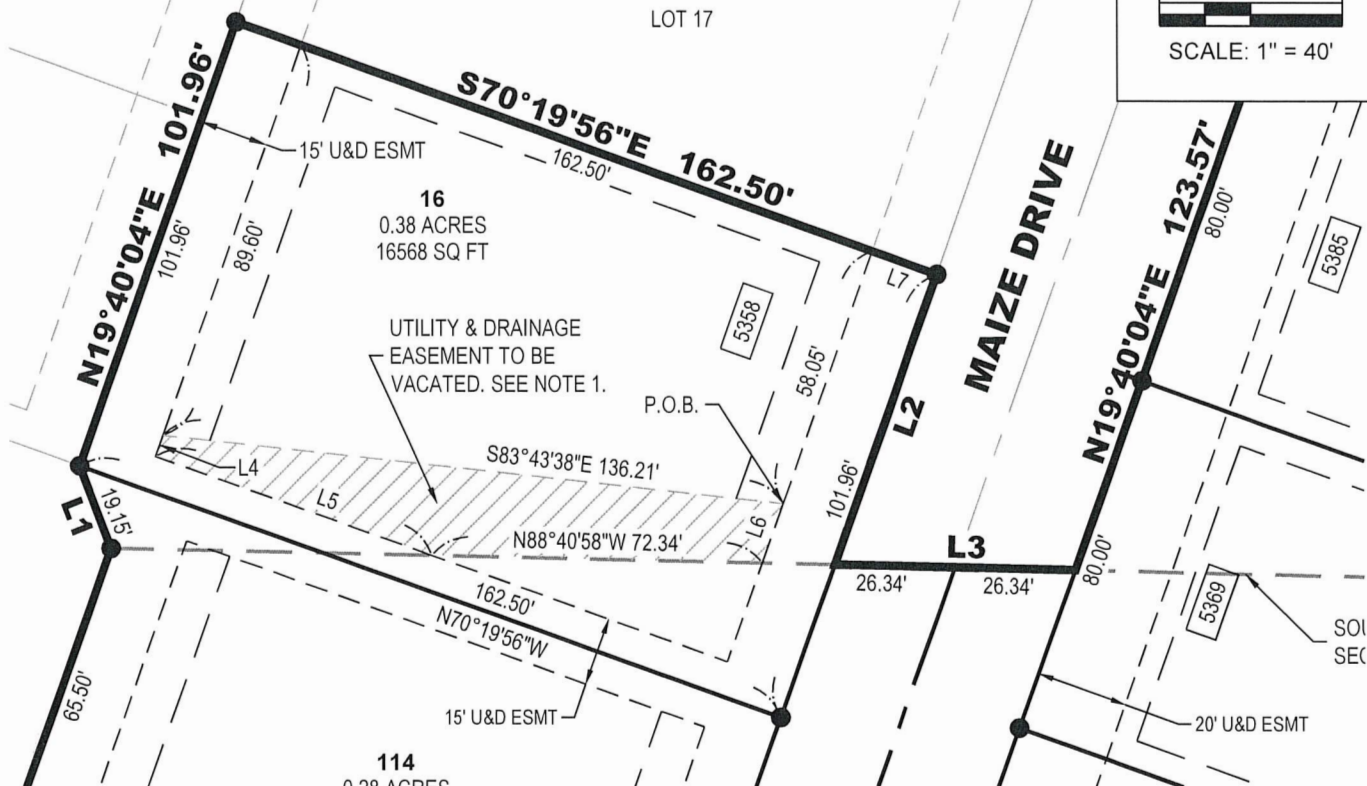 LOT 17
SCALE: 1" = 40'
S70°19'56"E 162.50'
162.50'
N19°40'04"E 101.96'
101.96'
15' U&D ESMT
89.60'
16
0.38 ACRES
16568 SQ FT
5358
L7
MAIZE DRIVE
N19°40'04"E 123.57'
80.00'
5385
UTILITY & DRAINAGE
EASEMENT TO BE
VACATED. SEE NOTE 1.
58.05'
P.O.B.
L2
101.96'
S83°43'38"E 136.21'
L4
L5
L6
N88°40'58"W 72.34'
L1
19.15'
L3
26.34'
26.34'
80.00'
5369
162.50'
N70°19'56"W
15' U&D ESMT
65.50'
20' U&D ESMT
114
0.28 ACRES